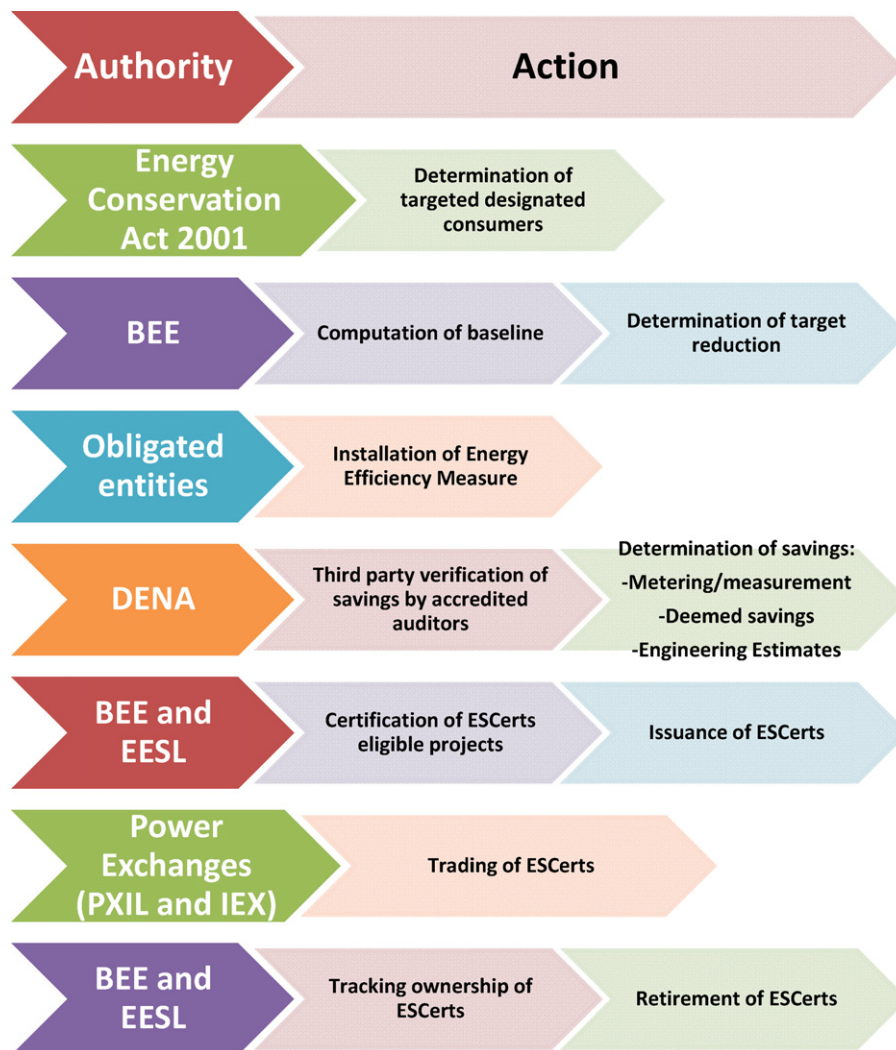 Authority
Action
Energy
Conservation
Act 2001
Determination of
targeted designated
consumers
BEE
Computation of baseline
Determination of target
reduction
Obligated
entities
Installation of Energy
Efficiency Measure
DENA
Third party verification of
savings by accredited
auditors
Determination of savings:
-Metering/measurement
-Deemed savings
-Engineering Estimates
BEE and
EESL
Certification of ESCerts
eligible projects
Issuance of ESCerts
Power
Exchanges
(PXIL and IEX)
Trading of ESCerts
BEE and
EESL
Tracking ownership of
ESCerts
Retirement of ESCerts